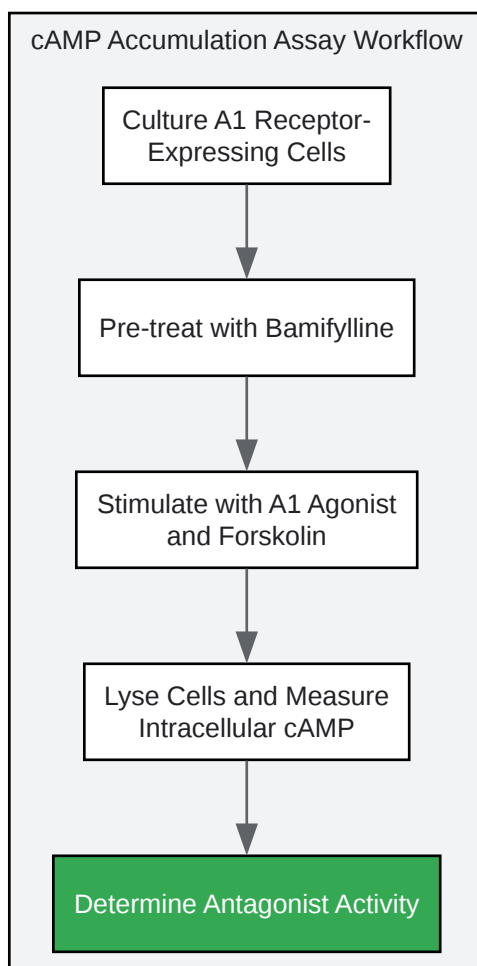 cAMP Accumulation Assay Workflow
Culture A1 Receptor-
Expressing Cells
Pre-treat with Bamifylline
Stimulate with A1 Agonist
and Forskolin
Lyse Cells and Measure
Intracellular cAMP
Determine Antagonist Activity